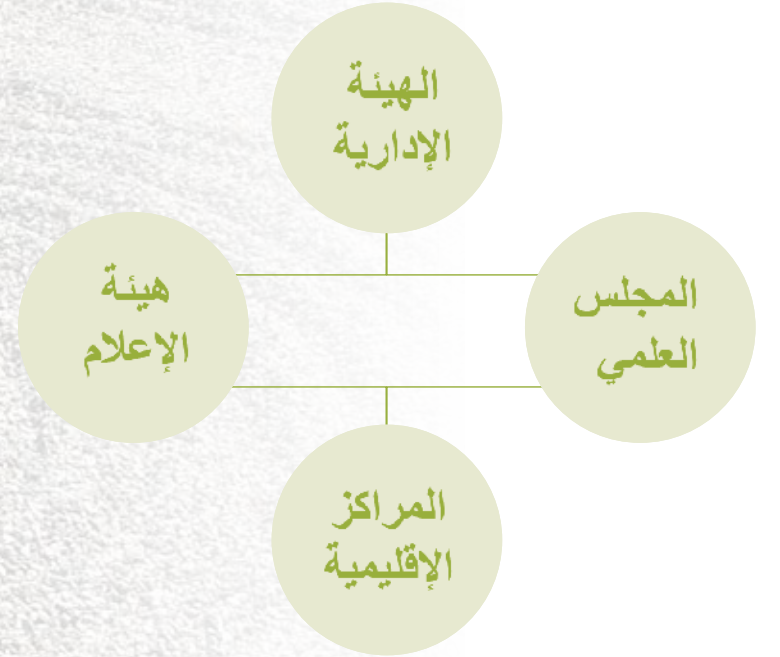 الهيئة
الإدارية
المجلس
العلمي
هيئة
الإعلام
المراكز
الإقليمية